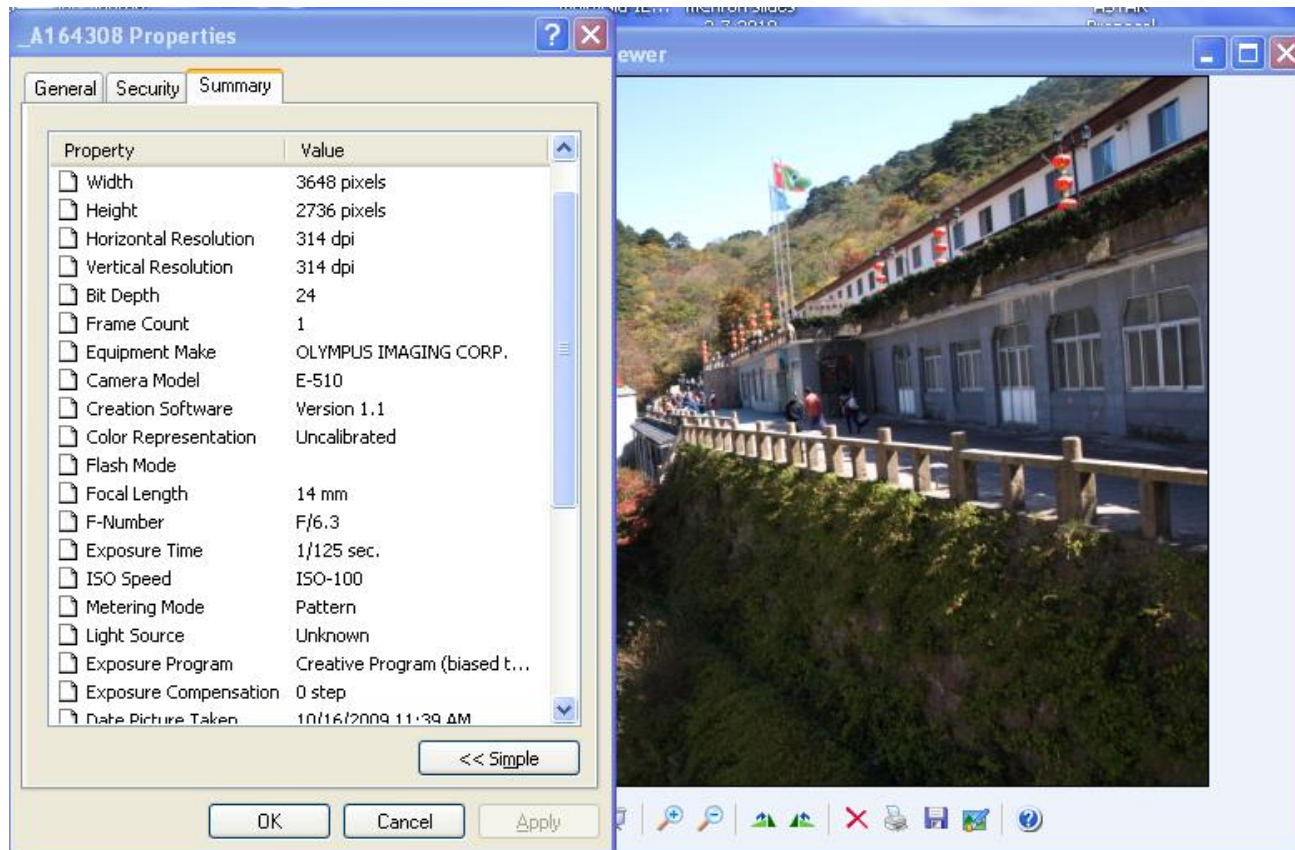 _A164308 Properties
ewer
General Security Summary
Property Value
Width 3648 pixels
Height 2736 pixels
Horizontal Resolution 314 dpi
Vertical Resolution 314 dpi
Bit Depth 24
Frame Count 1
Equipment Make OLYMPUS IMAGING CORP.
Camera Model E-510
Creation Software Version 1.1
Color Representation Uncalibrated
Flash Mode
Focal Length 14 mm
F-Number F/6.3
Exposure Time 1/125 sec.
ISO Speed ISO-100
Metering Mode Pattern
Light Source Unknown
Exposure Program Creative Program (biased t...
Exposure Compensation 0 step
Date Picture Taken 10/16/2009 11:39 AM
<< Simple
OK Cancel Apply